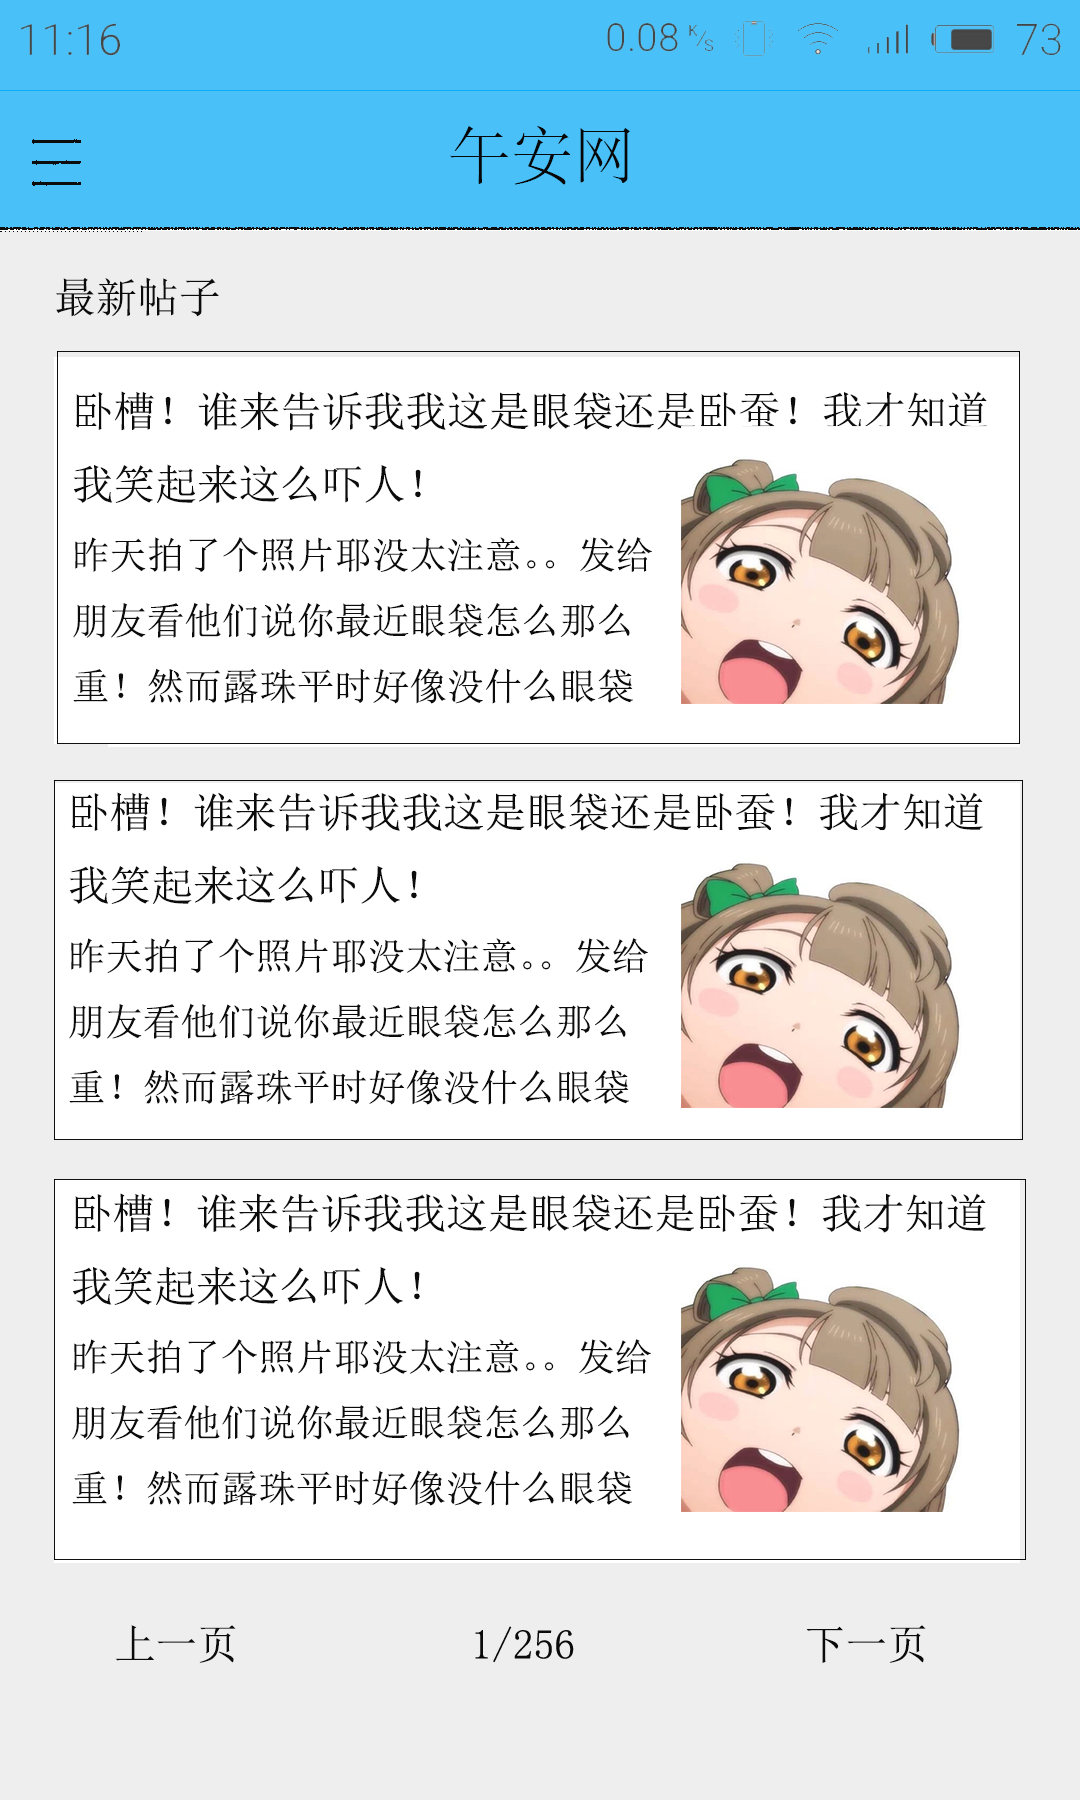 11:16 0.08 K/s 73
午安网
最新帖子
卧槽！谁来告诉我我这是眼袋还是卧蚕！我才知道
我笑起来这么吓人！
昨天拍了个照片耶没太注意。。发给
朋友看他们说你最近眼袋怎么那么
重！然而露珠平时好像没什么眼袋
卧槽！谁来告诉我我这是眼袋还是卧蚕！我才知道
我笑起来这么吓人！
昨天拍了个照片耶没太注意。。发给
朋友看他们说你最近眼袋怎么那么
重！然而露珠平时好像没什么眼袋
卧槽！谁来告诉我我这是眼袋还是卧蚕！我才知道
我笑起来这么吓人！
昨天拍了个照片耶没太注意。。发给
朋友看他们说你最近眼袋怎么那么
重！然而露珠平时好像没什么眼袋
上一页 1/256 下一页